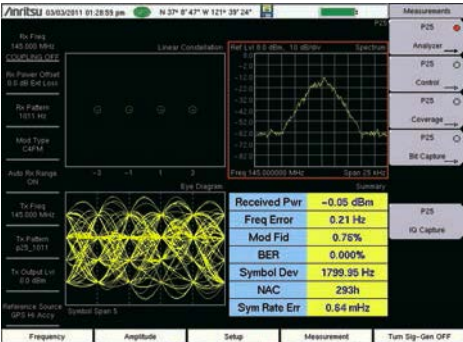 Anritsu 03/03/2011 01:28:59 pm N 37° 8' 47" W 121° 39' 24"
Measurements
Rx Freq
145.000 MHz
COUPLING OFF
Rx Power Offset
0.0 dB Ext Loss
Rx Pattern
1011 Hz
Mod Type
C4FM
Auto Rx Range
ON
Tx Freq
145.000 MHz
Tx Pattern
p25_1011
Tx Output Lvl
0.0 dBm
Reference Source
GPS Hi Accy
Linear Constellation
-3 -1 1 3
P25
Ref Lvl 0.0 dBm, 10 dB/div Spectrum
Freq 145.000000 MHz Span 25 kHz
Eye Diagram
Symbol Span 5
Summary
Received Pwr -0.05 dBm
Freq Error 0.21 Hz
Mod Fid 0.76%
BER 0.000%
Symbol Dev 1799.95 Hz
NAC 293h
Sym Rate Err 0.64 mHz
P25
Analyzer
P25
Control
P25
Coverage
P25
Bit Capture
P25
IQ Capture
Frequency Amplitude Setup Measurement Turn Sig-Gen OFF